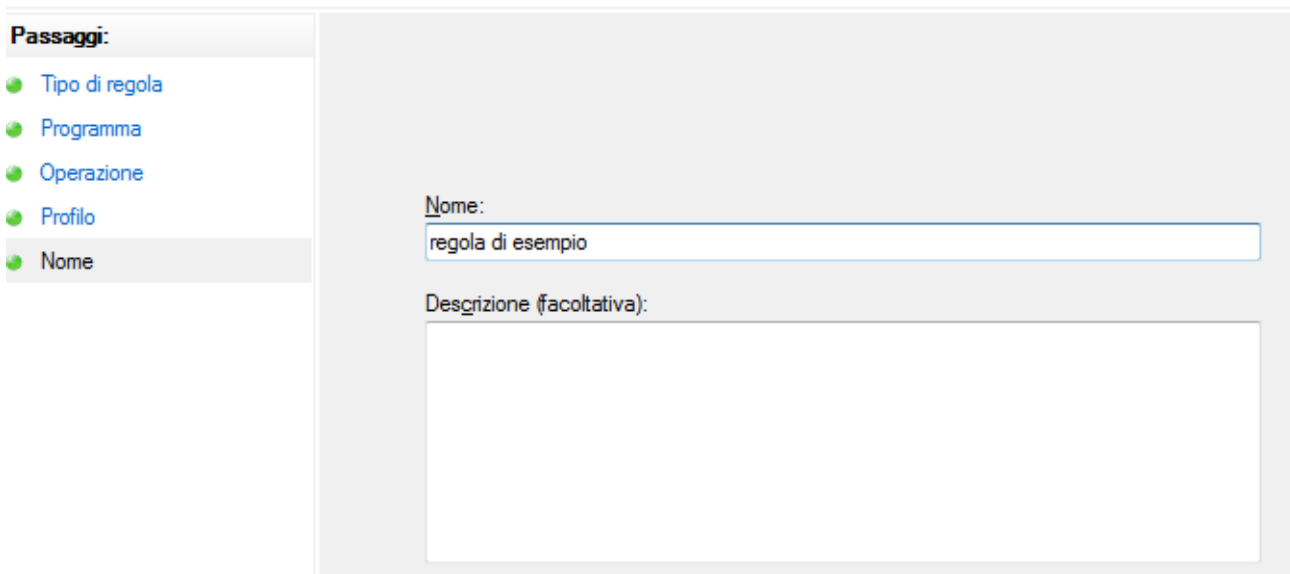 Passaggi:
Tipo di regola
Programma
Operazione
Profilo
Nome
Nome:
regola di esempio
Descrizione (facoltativa):